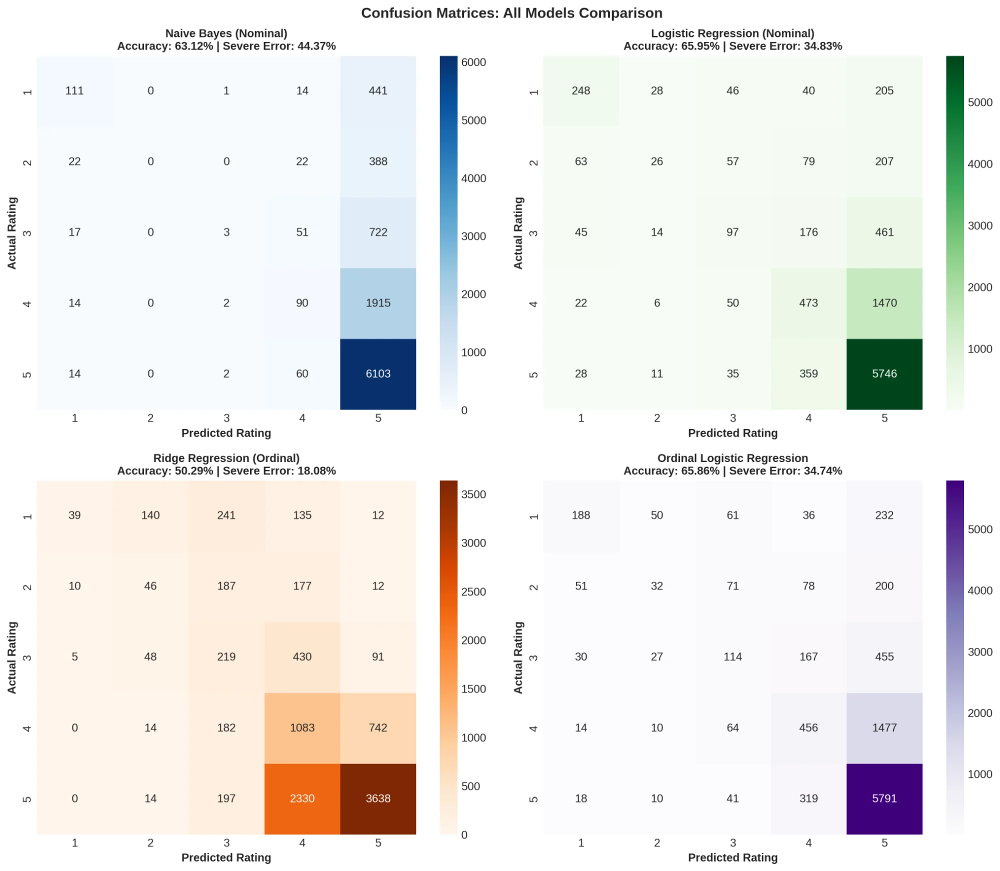 Confusion Matrices: All Models Comparison
Naive Bayes (Nominal)
Accuracy: 63.12% | Severe Error: 44.37%
Actual Rating
1 111 0 1 14 441
2 22 0 0 22 388
3 17 0 3 51 722
4 14 0 2 90 1915
5 14 0 2 60 6103
1 2 3 4 5
Predicted Rating
6000
5000
4000
3000
2000
1000
0
Logistic Regression (Nominal)
Accuracy: 65.95% | Severe Error: 34.83%
Actual Rating
1 248 28 46 40 205
2 63 26 57 79 207
3 45 14 97 176 461
4 22 6 50 473 1470
5 28 11 35 359 5746
1 2 3 4 5
Predicted Rating
5000
4000
3000
2000
1000
Ridge Regression (Ordinal)
Accuracy: 50.29% | Severe Error: 18.08%
Actual Rating
1 39 140 241 135 12
2 10 46 187 177 12
3 5 48 219 430 91
4 0 14 182 1083 742
5 0 14 197 2330 3638
1 2 3 4 5
Predicted Rating
3500
3000
2500
2000
1500
1000
500
0
Ordinal Logistic Regression
Accuracy: 65.86% | Severe Error: 34.74%
Actual Rating
1 188 50 61 36 232
2 51 32 71 78 200
3 30 27 114 167 455
4 14 10 64 456 1477
5 18 10 41 319 5791
1 2 3 4 5
Predicted Rating
5000
4000
3000
2000
1000